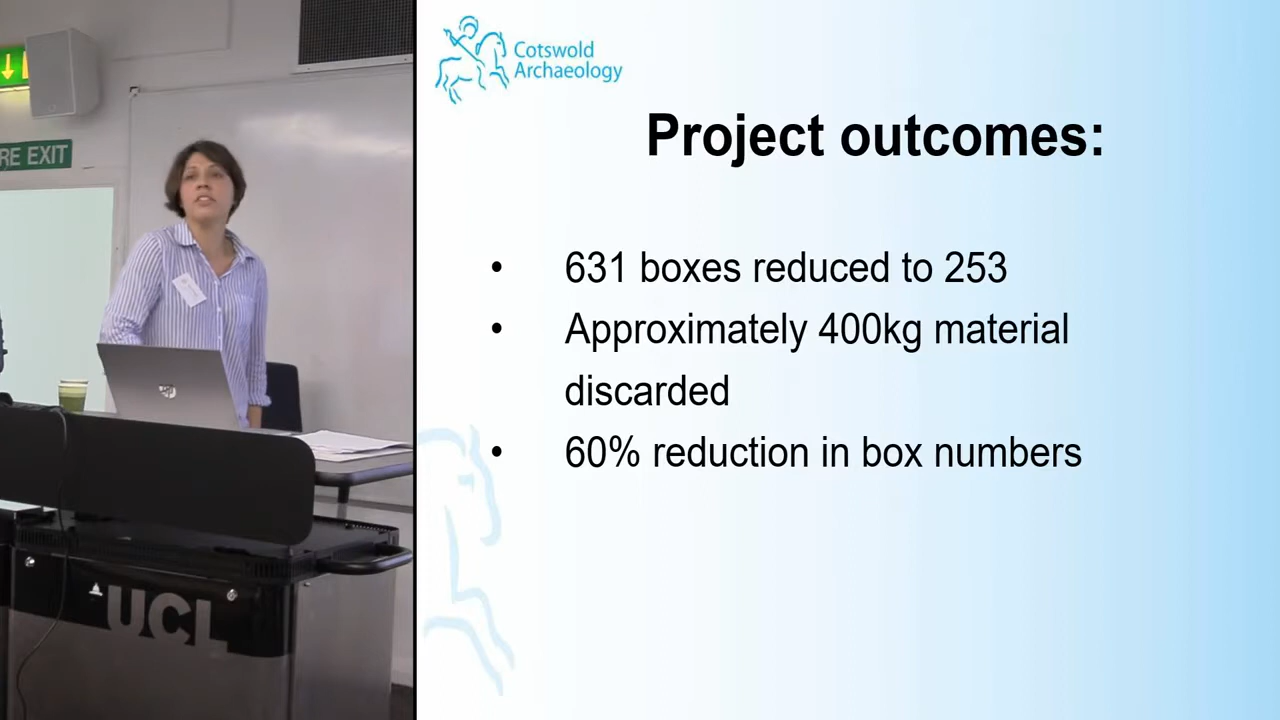 RE EXIT
UCL
Cotswold
Archaeology
Project outcomes:
• 631 boxes reduced to 253
• Approximately 400kg material
discarded
• 60% reduction in box numbers